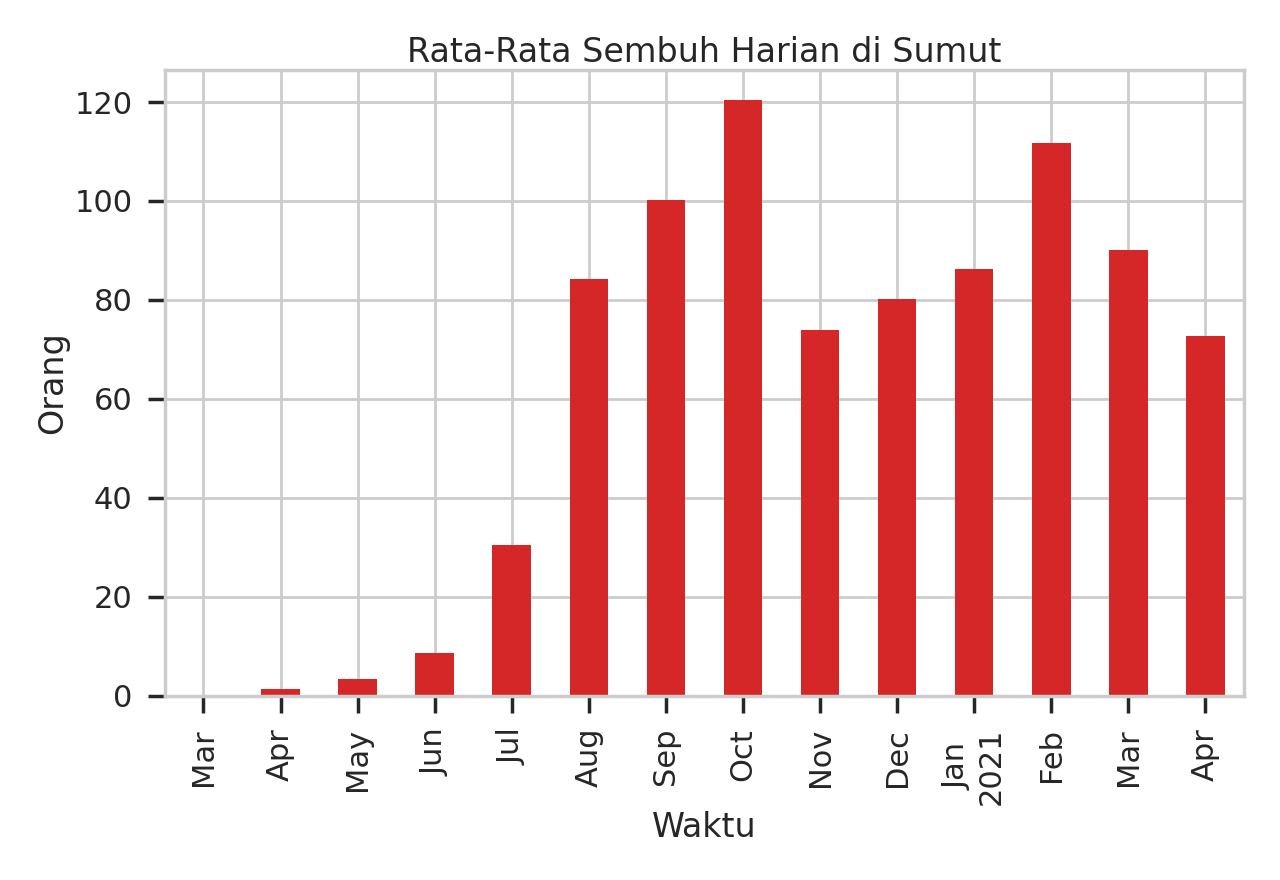 Rata-Rata Sembuh Harian di Sumut
120
100
80
60
40
20
0
Orang
Mar
Apr
May
Jun
Jul
Aug
Sep
Oct
Nov
Dec
Jan
2021
Feb
Mar
Apr
Waktu